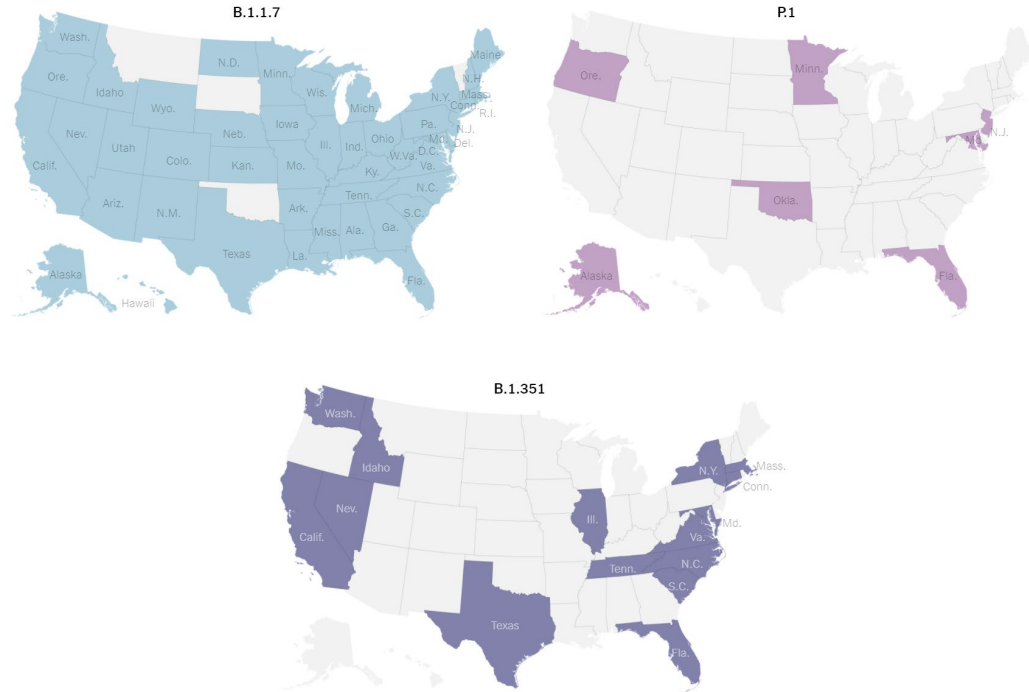 B.1.1.7
Wash.
N.D.
Minn.
Maine
Ore.
Idaho
Wyo.
Wis.
Mich.
N.Y.
N.H.
Mass.
Conn.
R.I.
Nev.
Utah
Colo.
Neb.
Iowa
Ill.
Ind.
Ohio
Pa.
N.J.
Md.
Del.
D.C.
Calif.
Kan.
Mo.
Ky.
W.Va.
Va.
Ariz.
N.M.
Ark.
Tenn.
N.C.
S.C.
Texas
La.
Miss.
Ala.
Ga.
Fla.
Alaska
Hawaii
P.1
Ore.
Minn.
N.J.
Md.
Okla.
Alaska
Fla.
B.1.351
Wash.
Idaho
Nev.
Calif.
Ill.
N.Y.
Mass.
Conn.
Md.
Va.
Tenn.
N.C.
S.C.
Texas
Fla.